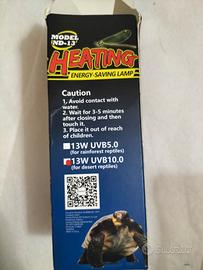 MODEL
ND-13
HEATING
ENERGY-SAVING LAMP
Caution
1, Avoid contact with
water.
2. Wait for 3-5 minutes
after closing and then
touch it.
3. Place it out of reach
of children.
13W UVB5.0
(for rainforest reptiles)
13W UVB10.0
(for desert reptiles)
subito